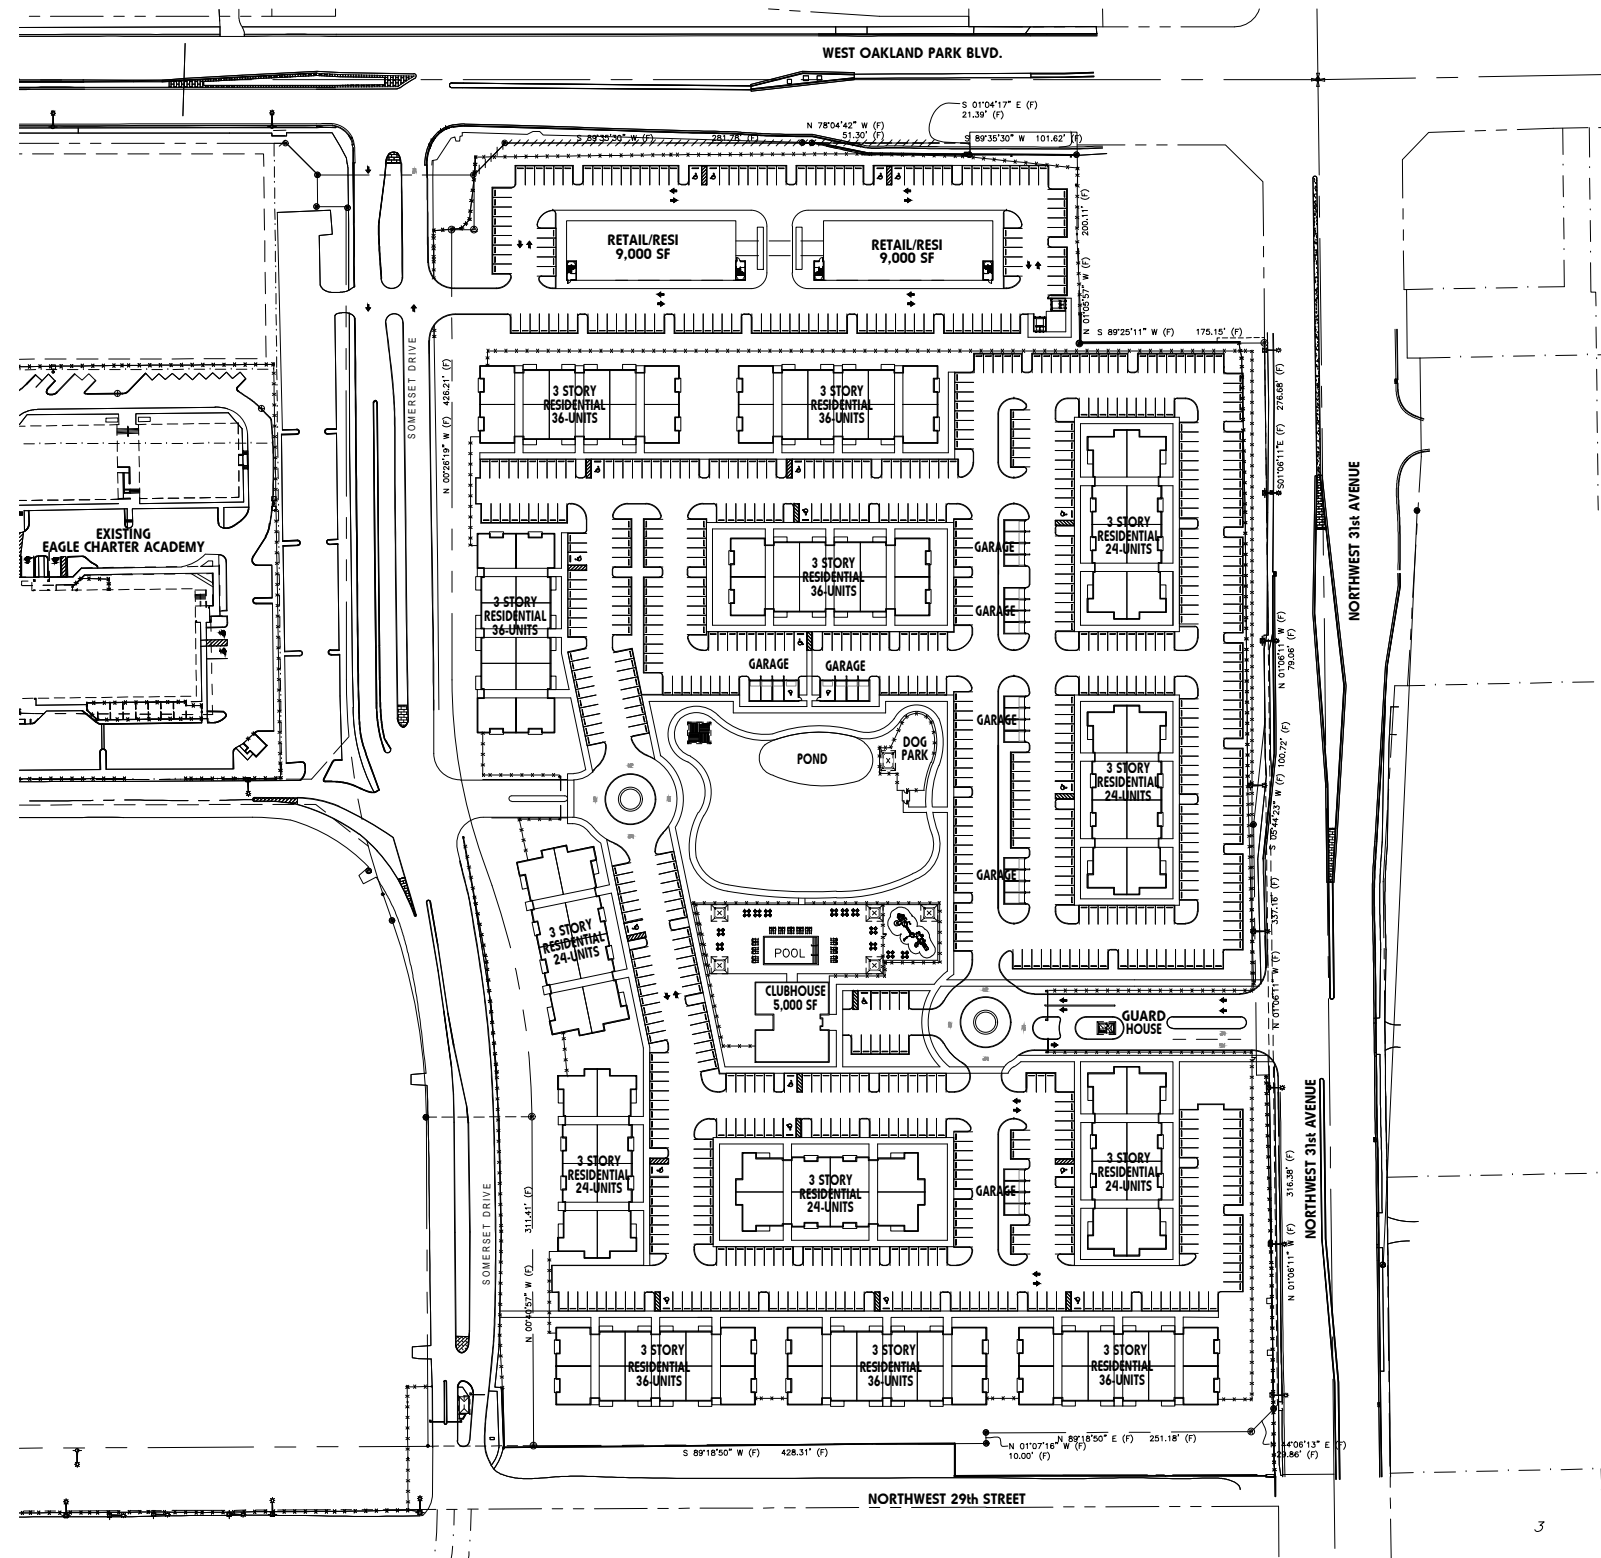 WEST OAKLAND PARK BLVD.
S 01°04'17" E (F)
21.39' (F)
N 78°04'42" W (F)
51.30' (F)
S 89°35'30" W (F) 281.78' (F)
S 89°35'30" W 101.62' (F)
200.11' (F)
N 01°05'57" W (F)
RETAIL/RESI
9,000 SF
RETAIL/RESI
9,000 SF
S 89°25'11" W (F) 175.15' (F)
SOMERSET DRIVE
N 00°26'19" W (F) 426.21' (F)
3 STORY
RESIDENTIAL
36-UNITS
3 STORY
RESIDENTIAL
36-UNITS
S01°06'11"E (F) 276.68' (F)
NORTHWEST 31st AVENUE
EXISTING
EAGLE CHARTER ACADEMY
3 STORY
RESIDENTIAL
36-UNITS
3 STORY
RESIDENTIAL
36-UNITS
GARAGE
GARAGE
3 STORY
RESIDENTIAL
24-UNITS
N 01°06'11" W (F)
79.06' (F)
GARAGE
GARAGE
GARAGE
POND
DOG
PARK
3 STORY
RESIDENTIAL
24-UNITS
S 05°44'23" W (F) 100.72' (F)
GARAGE
3 STORY
RESIDENTIAL
24-UNITS
POOL
N 01°06'11" W (F) 337.16' (F)
CLUBHOUSE
5,000 SF
GUARD
HOUSE
3 STORY
RESIDENTIAL
24-UNITS
3 STORY
RESIDENTIAL
24-UNITS
GARAGE
3 STORY
RESIDENTIAL
24-UNITS
NORTHWEST 31st AVENUE
N 01°06'11" W (F) 316.38' (F)
SOMERSET DRIVE
N 00°40'57" W (F) 311.41' (F)
3 STORY
RESIDENTIAL
36-UNITS
3 STORY
RESIDENTIAL
36-UNITS
3 STORY
RESIDENTIAL
36-UNITS
S 89°18'50" W (F) 428.31' (F)
N 01°07'16" W (F)
10.00' (F)
N 89°18'50" E (F) 251.18' (F)
44°06'13" E (F)
29.86' (F)
NORTHWEST 29th STREET
3